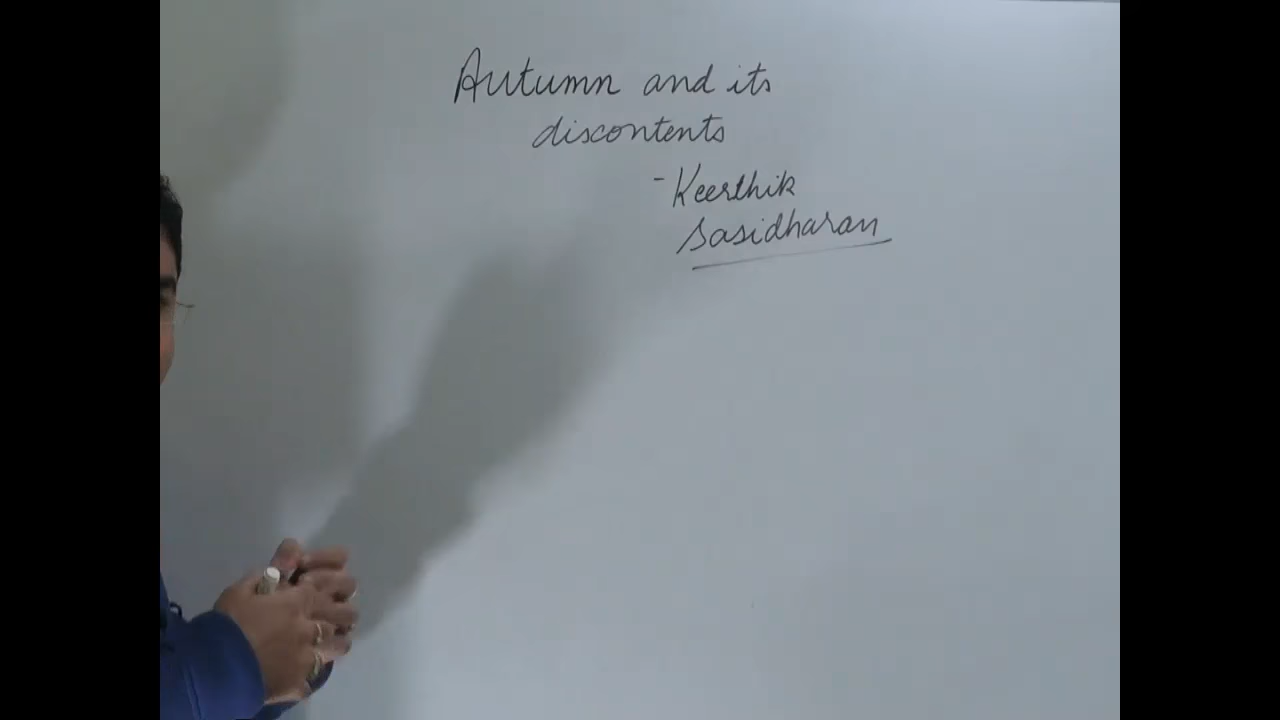 Autumn and its
discontents
- Keerthik
Sasidharan